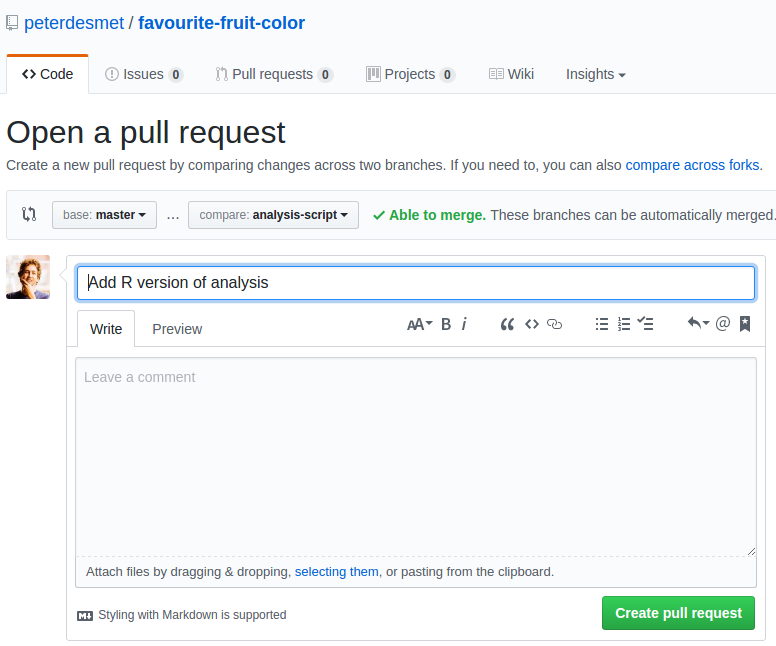 peterdesmet / favourite-fruit-color
Code Issues 0 Pull requests 0 Projects 0 Wiki Insights
Open a pull request
Create a new pull request by comparing changes across two branches. If you need to, you can also compare across forks.
base: master ... compare: analysis-script Able to merge. These branches can be automatically merged.
Add R version of analysis
Write Preview AA B i “ <> @
Leave a comment
Attach files by dragging & dropping, selecting them, or pasting from the clipboard.
Styling with Markdown is supported Create pull request